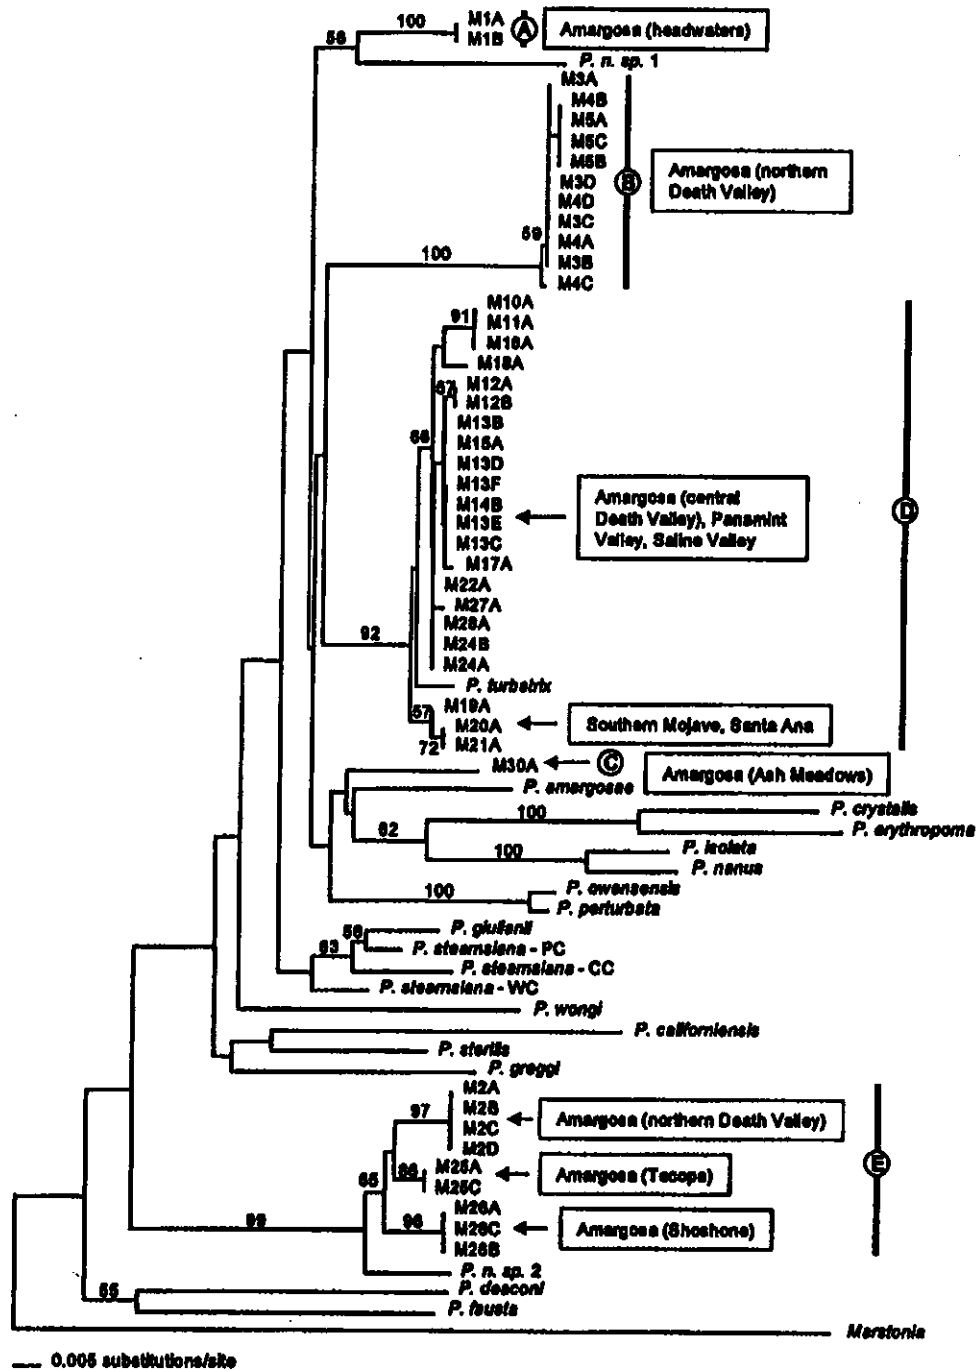 100
M1A
M1B
A
Amargosa (headwaters)
56
P. n. sp. 1
M3A
M4B
M5A
M5C
M5B
M3D
M4D
M3C
M4A
M3B
M4C
B
Amargosa (northern
Death Valley)
59
100
M10A
M11A
M16A
M18A
91
M12A
M12B
57
M13B
M15A
M13D
M13F
M14B
M13E
M13C
M17A
66
Amargosa (central
Death Valley), Panamint
Valley, Saline Valley
D
M22A
M27A
M28A
M24B
M24A
92
P. turbatrix
M19A
M20A
M21A
57
72
Southern Mojave, Santa Ana
M30A
C
Amargosa (Ash Meadows)
P. amargosae
P. crystalis
P. erythropoma
100
62
P. isolata
P. nanus
100
P. owensensis
P. perturbata
100
P. giulianii
P. stearnsiana - PC
P. stearnsiana - CC
P. stearnsiana - WC
63
P. wongi
P. californiensis
P. sterilis
P. greggi
M2A
M2B
M2C
M2D
97
Amargosa (northern Death Valley)
M25A
M25C
86
Amargosa (Tecopa)
E
65
M26A
M26C
M26B
96
Amargosa (Shoshone)
99
P. n. sp. 2
P. deaconi
P. fausta
55
Marstonia
0.005 substitutions/site